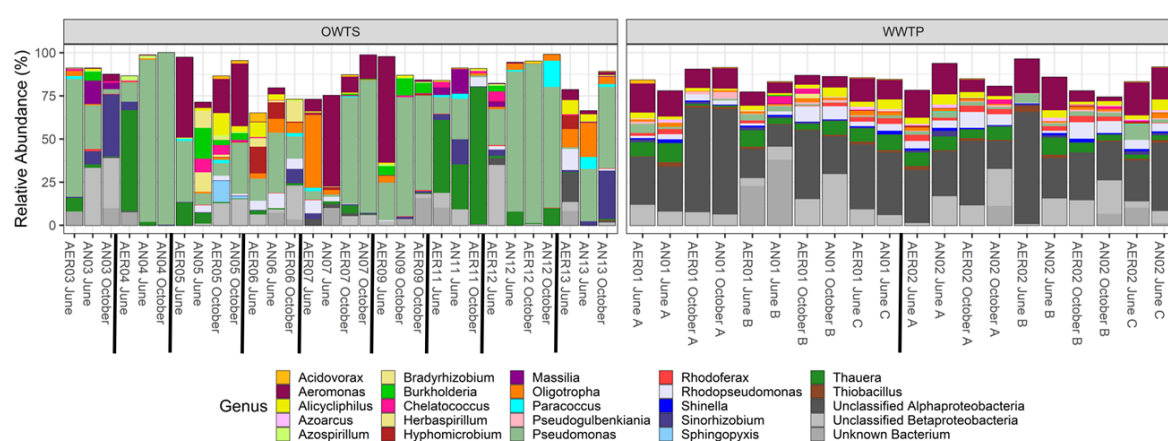 OWTS
WWTP
Relative Abundance (%)
100
75
50
25
0
AER03 June
AN03 June
AN03 October
AER04 June
AN04 June
AN04 October
AER05 June
AN05 June
AER05 October
AN05 October
AER06 June
AN06 June
AER06 October
AER07 June
AN07 June
AER07 October
AN07 October
AER09 June
AN09 October
AER09 October
AER11 June
AN11 June
AER11 October
AER12 June
AN12 June
AER12 October
AN12 October
AER13 June
AN13 June
AN13 October
AER01 June A
AN01 June A
AER01 October A
AN01 October A
AER01 June B
AN01 June B
AER01 October B
AN01 October B
AER01 June C
AN01 June C
AER02 June A
AN02 June A
AER02 October A
AN02 October A
AER02 June B
AN02 June B
AER02 October B
AN02 October B
AER02 June C
AN02 June C
Genus
Acidovorax
Aeromonas
Alicycliphilus
Azoarcus
Azospirillum
Bradyrhizobium
Burkholderia
Chelatococcus
Herbaspirillum
Hyphomicrobium
Massilia
Oligotropha
Paracoccus
Pseudogulbenkiania
Pseudomonas
Rhodoferax
Rhodopseudomonas
Shinella
Sinorhizobium
Sphingopyxis
Thauera
Thiobacillus
Unclassified Alphaproteobacteria
Unclassified Betaproteobacteria
Unknown Bacterium